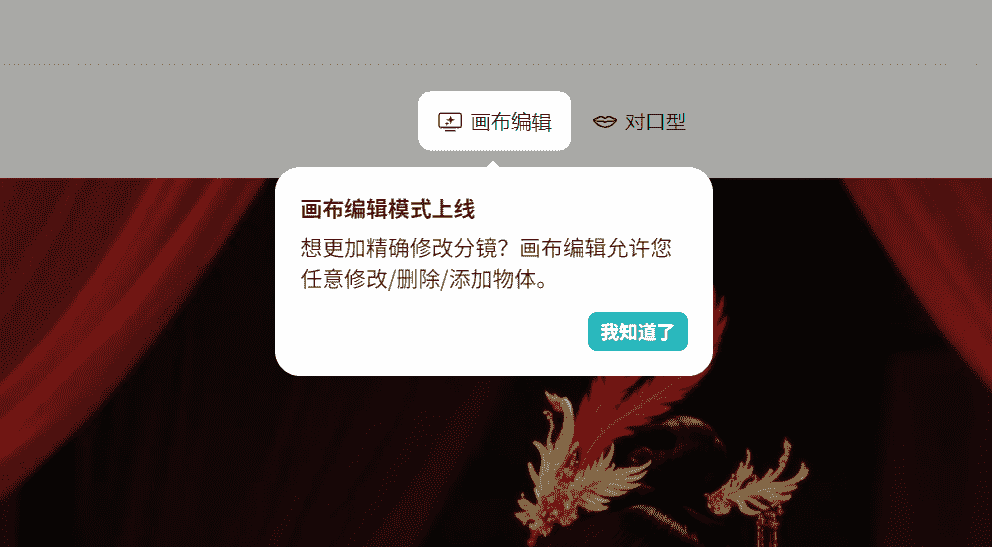 画布编辑
对口型
画布编辑模式上线
想更加精确修改分镜？画布编辑允许您
任意修改/删除/添加物体。
我知道了